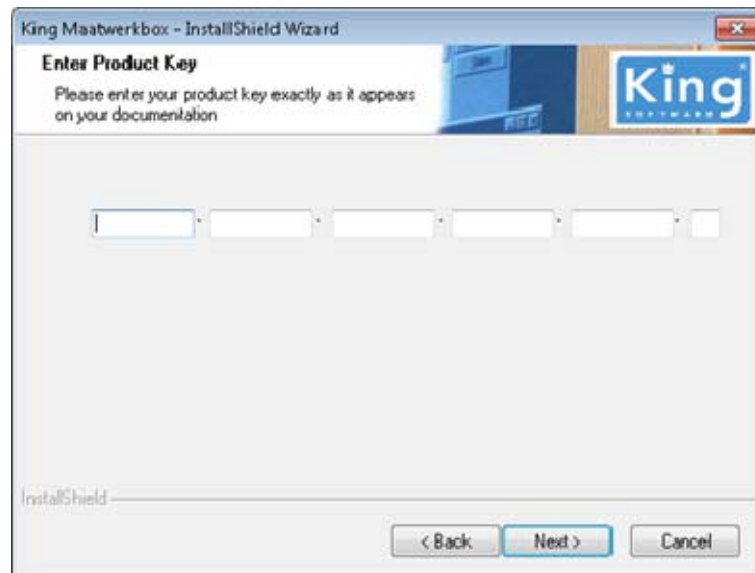 King Maatwerkbox - InstallShield Wizard
Enter Product Key
Please enter your product key exactly as it appears
on your documentation
King
SOFTWARE
- - - - -
InstallShield
< Back Next > Cancel